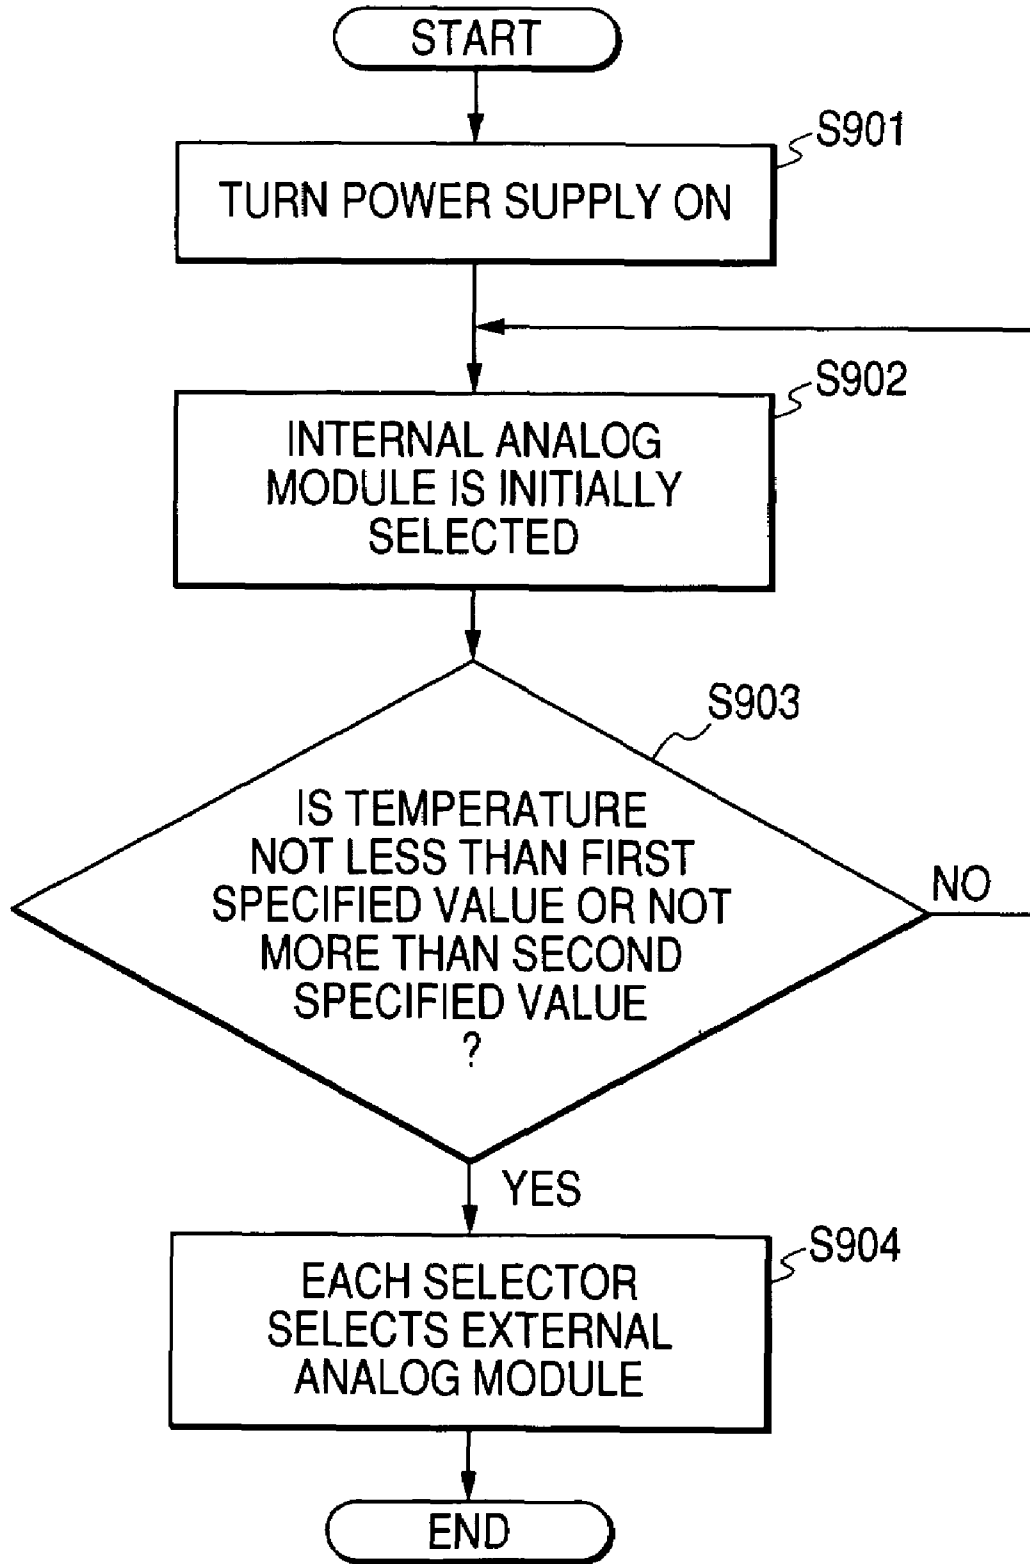 START
S901
TURN POWER SUPPLY ON
S902
INTERNAL ANALOG
MODULE IS INITIALLY
SELECTED
S903
IS TEMPERATURE
NOT LESS THAN FIRST
SPECIFIED VALUE OR NOT
MORE THAN SECOND
SPECIFIED VALUE
?
NO
YES
S904
EACH SELECTOR
SELECTS EXTERNAL
ANALOG MODULE
END